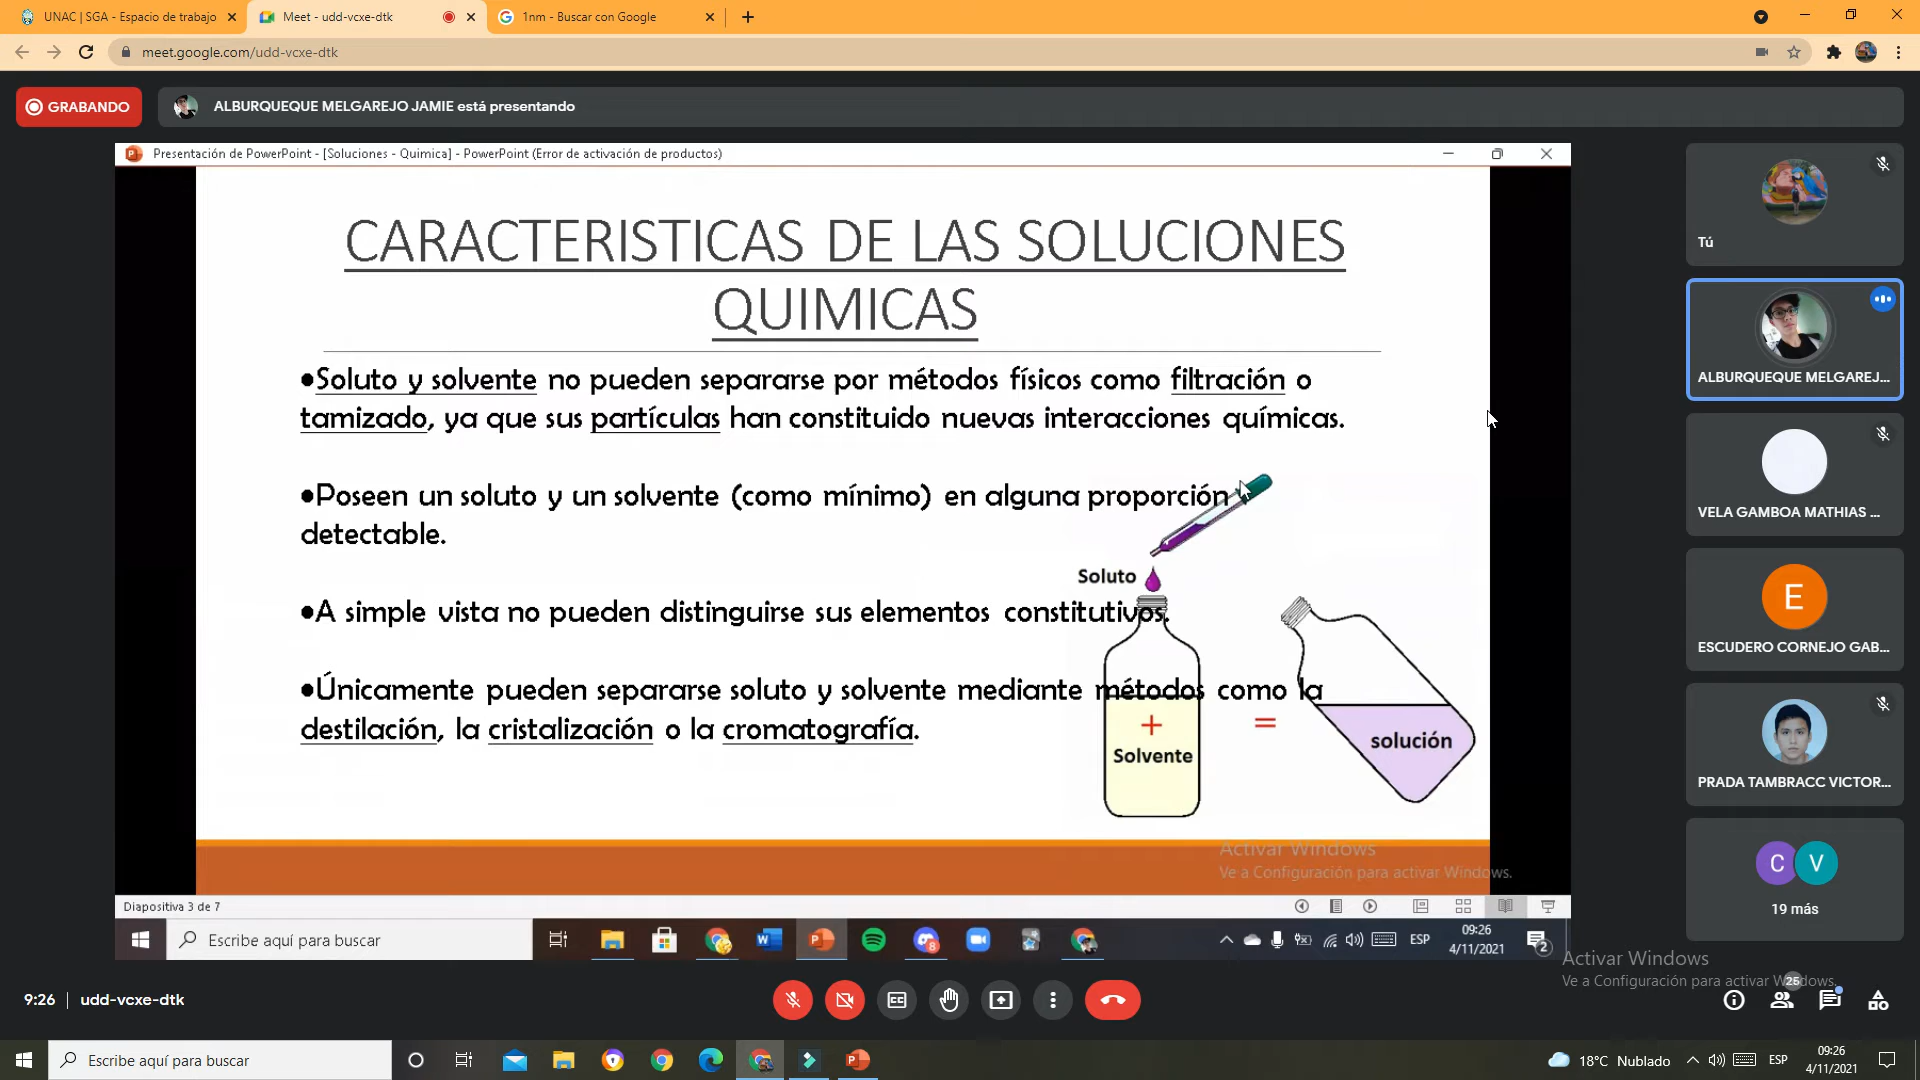 UNAC | SGA - Espacio de trabajo
Meet - udd-vcxe-dtk
1nm - Buscar con Google
meet.google.com/udd-vcxe-dtk
GRABANDO
ALBURQUEQUE MELGAREJO JAMIE está presentando
Presentación de PowerPoint - [Soluciones - Quimica] - PowerPoint (Error de activación de productos)
CARACTERISTICAS DE LAS SOLUCIONES
QUIMICAS
•Soluto y solvente no pueden separarse por métodos físicos como filtración o
tamizado, ya que sus partículas han constituido nuevas interacciones químicas.
•Poseen un soluto y un solvente (como mínimo) en alguna proporción
detectable.
•A simple vista no pueden distinguirse sus elementos constitutivos.
•Únicamente pueden separarse soluto y solvente mediante métodos como la
destilación, la cristalización o la cromatografía.
Soluto
+
Solvente
=
solución
Activar Windows
Ve a Configuración para activar Windows.
Diapositiva 3 de 7
Escribe aquí para buscar
8
ESP
09:26
4/11/2021
2
Tú
ALBURQUEQUE MELGAREJ...
VELA GAMBOA MATHIAS ...
E
ESCUDERO CORNEJO GAB...
PRADA TAMBRACC VICTOR...
C
V
19 más
Activar Windows
Ve a Configuración para activar Windows.
9:26
udd-vcxe-dtk
25
Escribe aquí para buscar
18°C Nublado
ESP
09:26
4/11/2021